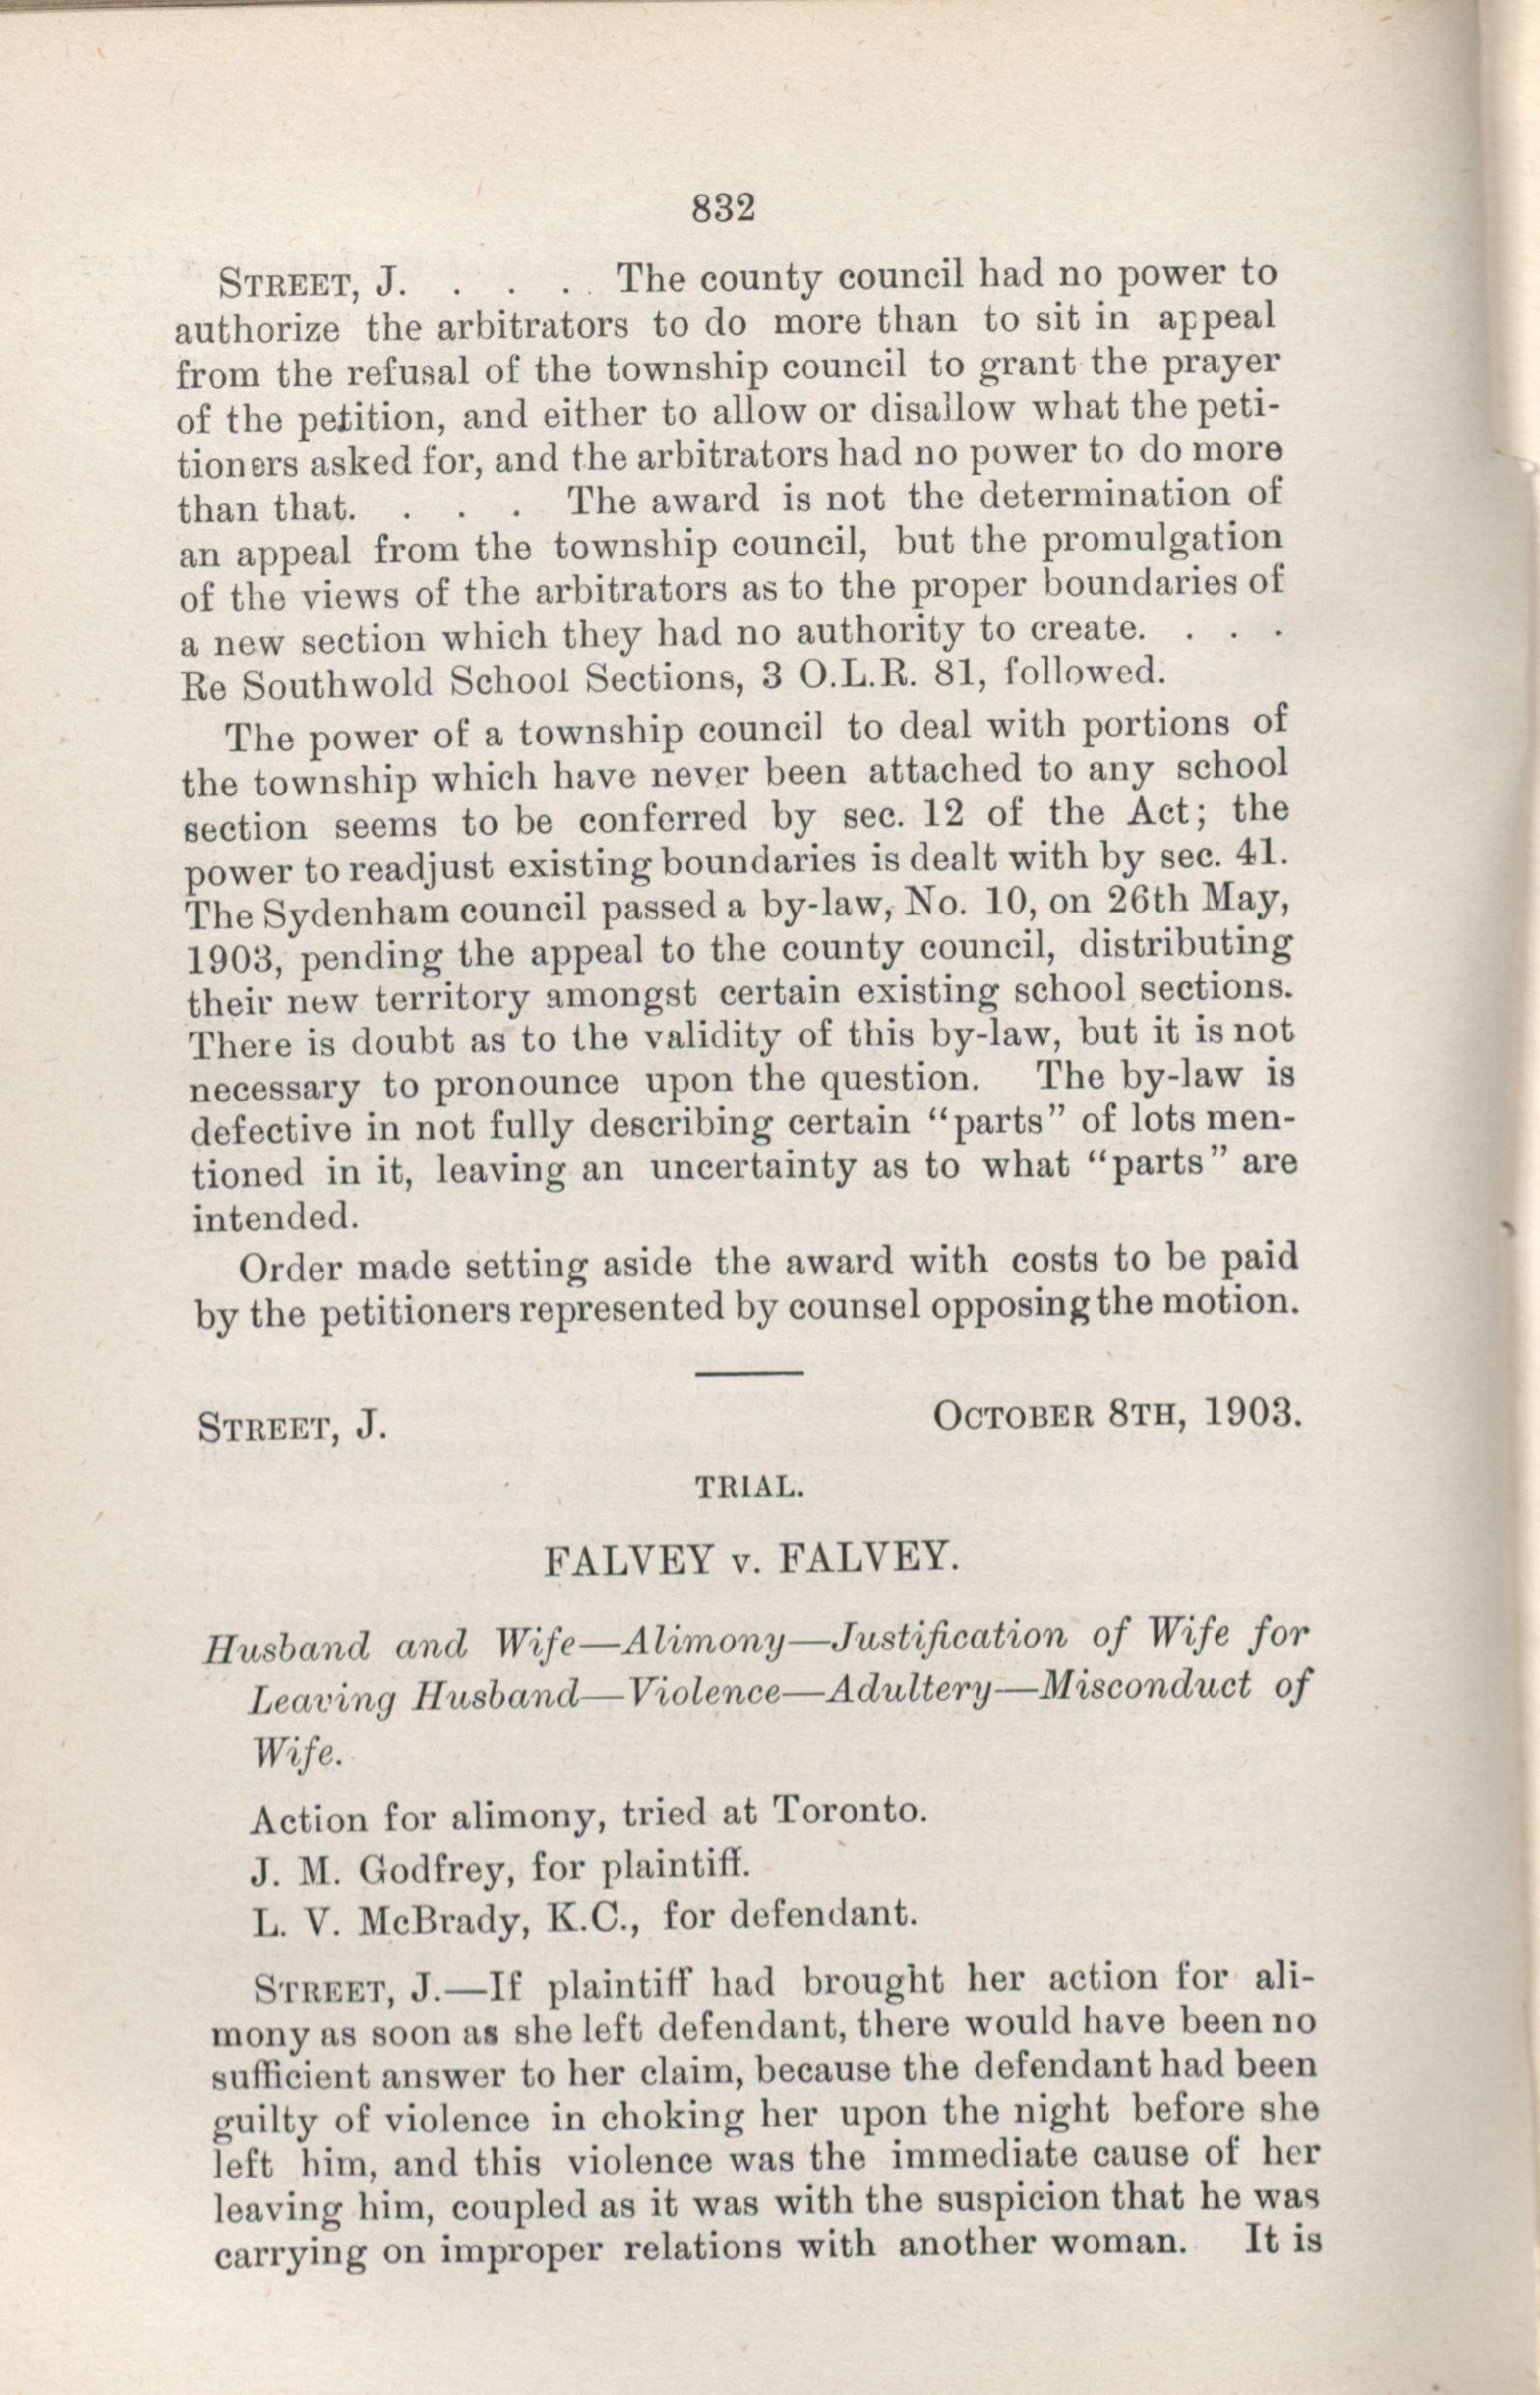 832
STREET, J. . . . . The county council had no power to
authorize the arbitrators to do more than to sit in appeal
from the refusal of the township council to grant the prayer
of the petition, and either to allow or disallow what the peti-
tioners asked for, and the arbitrators had no power to do more
than that. . . . The award is not the determination of
an appeal from the township council, but the promulgation
of the views of the arbitrators as to the proper boundaries of
a new section which they had no authority to create. . . .
Re Southwold School Sections, 3 O.L.R. 81, followed.
The power of a township council to deal with portions of
the township which have never been attached to any school
section seems to be conferred by sec. 12 of the Act; the
power to readjust existing boundaries is dealt with by sec. 41.
The Sydenham council passed a by-law, No. 10, on 26th May,
1903, pending the appeal to the county council, distributing
their new territory amongst certain existing school sections.
There is doubt as to the validity of this by-law, but it is not
necessary to pronounce upon the question. The by-law is
defective in not fully describing certain "parts" of lots men-
tioned in it, leaving an uncertainty as to what "parts" are
intended.
Order made setting aside the award with costs to be paid
by the petitioners represented by counsel opposing the motion.
STREET, J. OCTOBER 8TH, 1903.
TRIAL.
FALVEY v. FALVEY.
Husband and Wife—Alimony—Justification of Wife for
Leaving Husband—Violence—Adultery—Misconduct of
Wife.
Action for alimony, tried at Toronto.
J. M. Godfrey, for plaintiff.
L. V. McBrady, K.C., for defendant.
STREET, J.—If plaintiff had brought her action for ali-
mony as soon as she left defendant, there would have been no
sufficient answer to her claim, because the defendant had been
guilty of violence in choking her upon the night before she
left him, and this violence was the immediate cause of her
leaving him, coupled as it was with the suspicion that he was
carrying on improper relations with another woman. It is